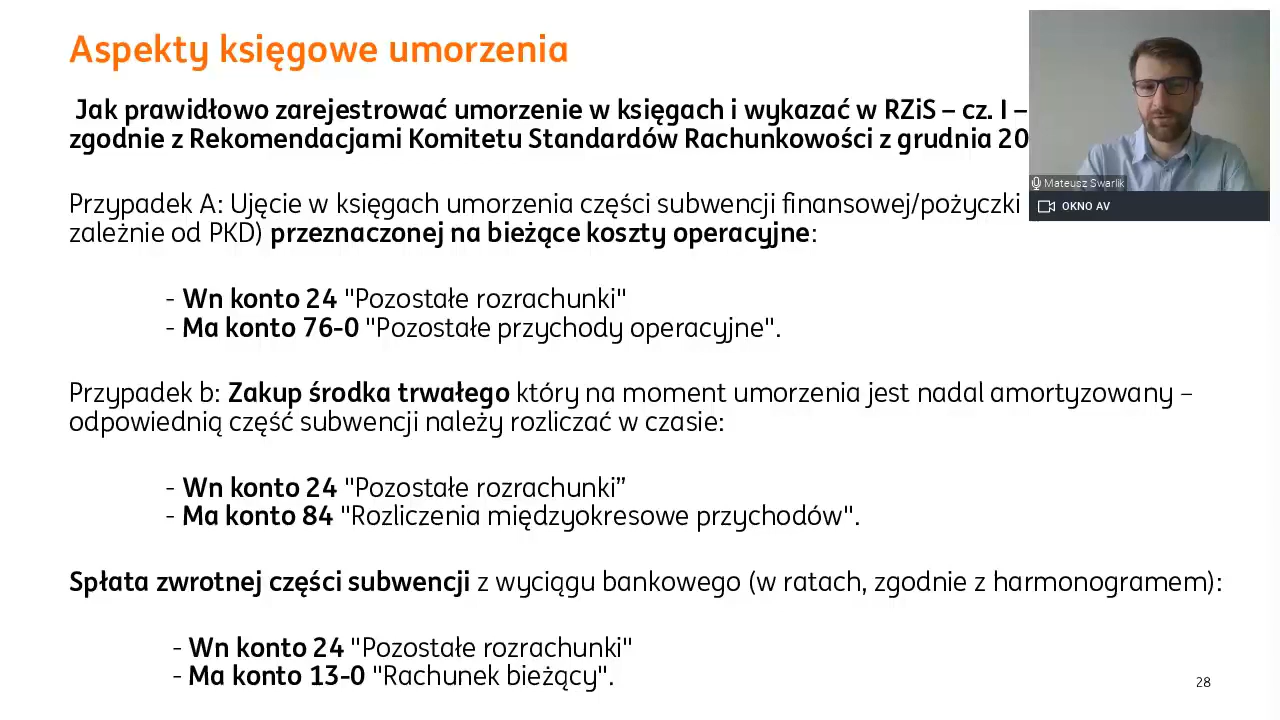 Aspekty księgowe umorzenia
Jak prawidłowo zarejestrować umorzenie w księgach i wykazać w RZiS – cz. I –
zgodnie z Rekomendacjami Komitetu Standardów Rachunkowości z grudnia 20
Mateusz Swarlik
OKNO AV
Przypadek A: Ujęcie w księgach umorzenia części subwencji finansowej/pożyczki
zależnie od PKD) przeznaczonej na bieżące koszty operacyjne:
- Wn konto 24 "Pozostałe rozrachunki"
- Ma konto 76-0 "Pozostałe przychody operacyjne".
Przypadek b: Zakup środka trwałego który na moment umorzenia jest nadal amortyzowany –
odpowiednią część subwencji należy rozliczać w czasie:
- Wn konto 24 "Pozostałe rozrachunki”
- Ma konto 84 "Rozliczenia międzyokresowe przychodów".
Spłata zwrotnej części subwencji z wyciągu bankowego (w ratach, zgodnie z harmonogramem):
- Wn konto 24 "Pozostałe rozrachunki"
- Ma konto 13-0 "Rachunek bieżący".
28